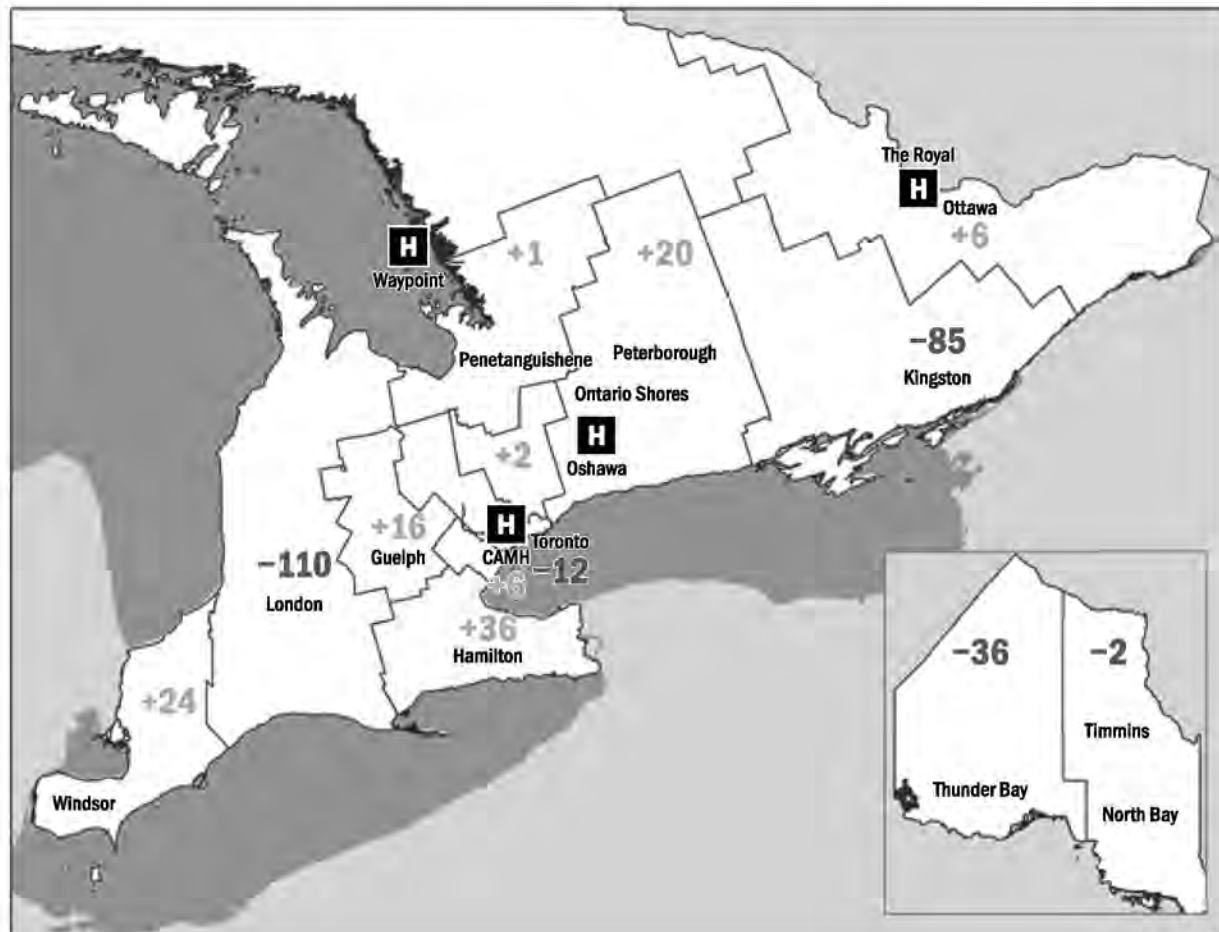 The Royal
H
Ottawa
+6
H
Waypoint
+1
+20
Penetanguishene
Peterborough
−85
Kingston
Ontario Shores
H
Oshawa
+2
+16
Guelph
H
CAMH
Toronto
+6
−12
−110
London
+36
Hamilton
+24
Windsor
−36
−2
Timmins
Thunder Bay
North Bay